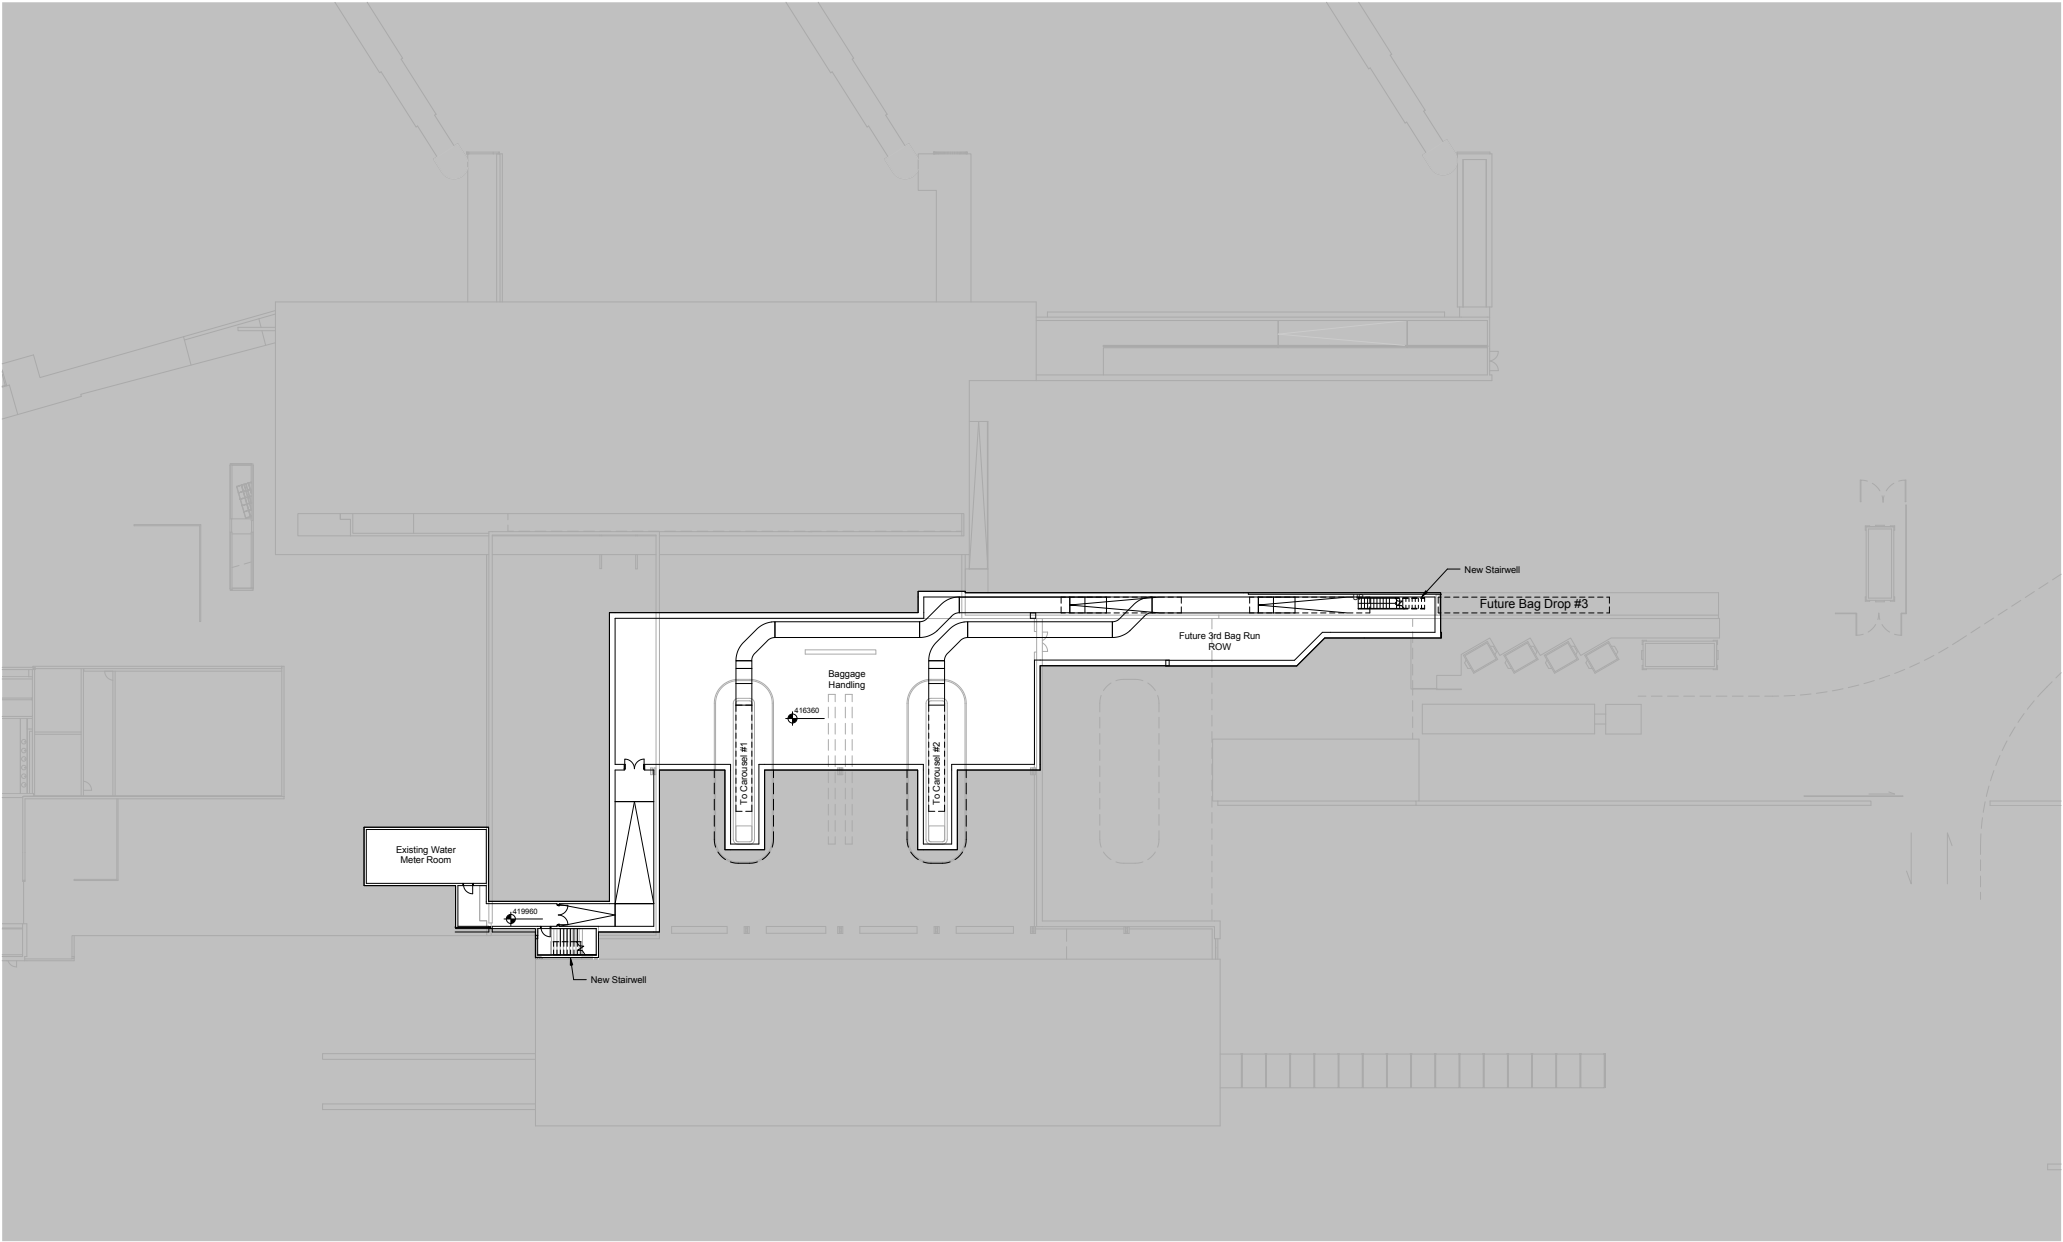 New Stairwell
UP
Future Bag Drop #3
Future 3rd Bag Run
ROW
Baggage
Handling
416360
To Carousel #1
To Carousel #2
Existing Water
Meter Room
419960
New Stairwell